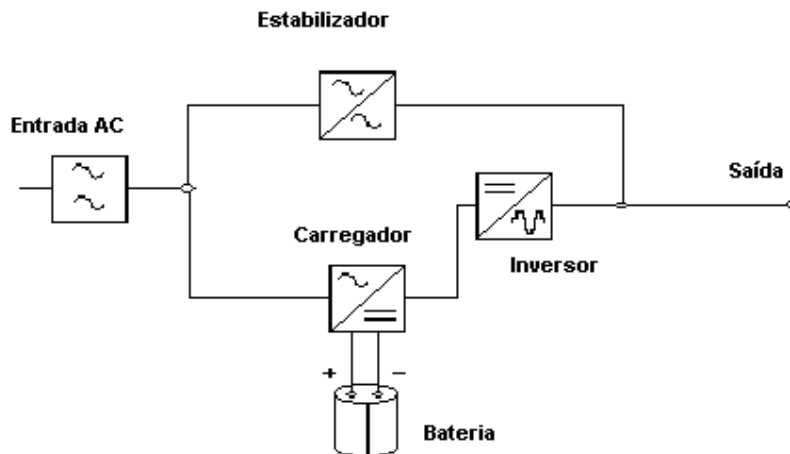 Estabilizador
Entrada AC
Saída
Carregador
Inversor
+ −
Bateria